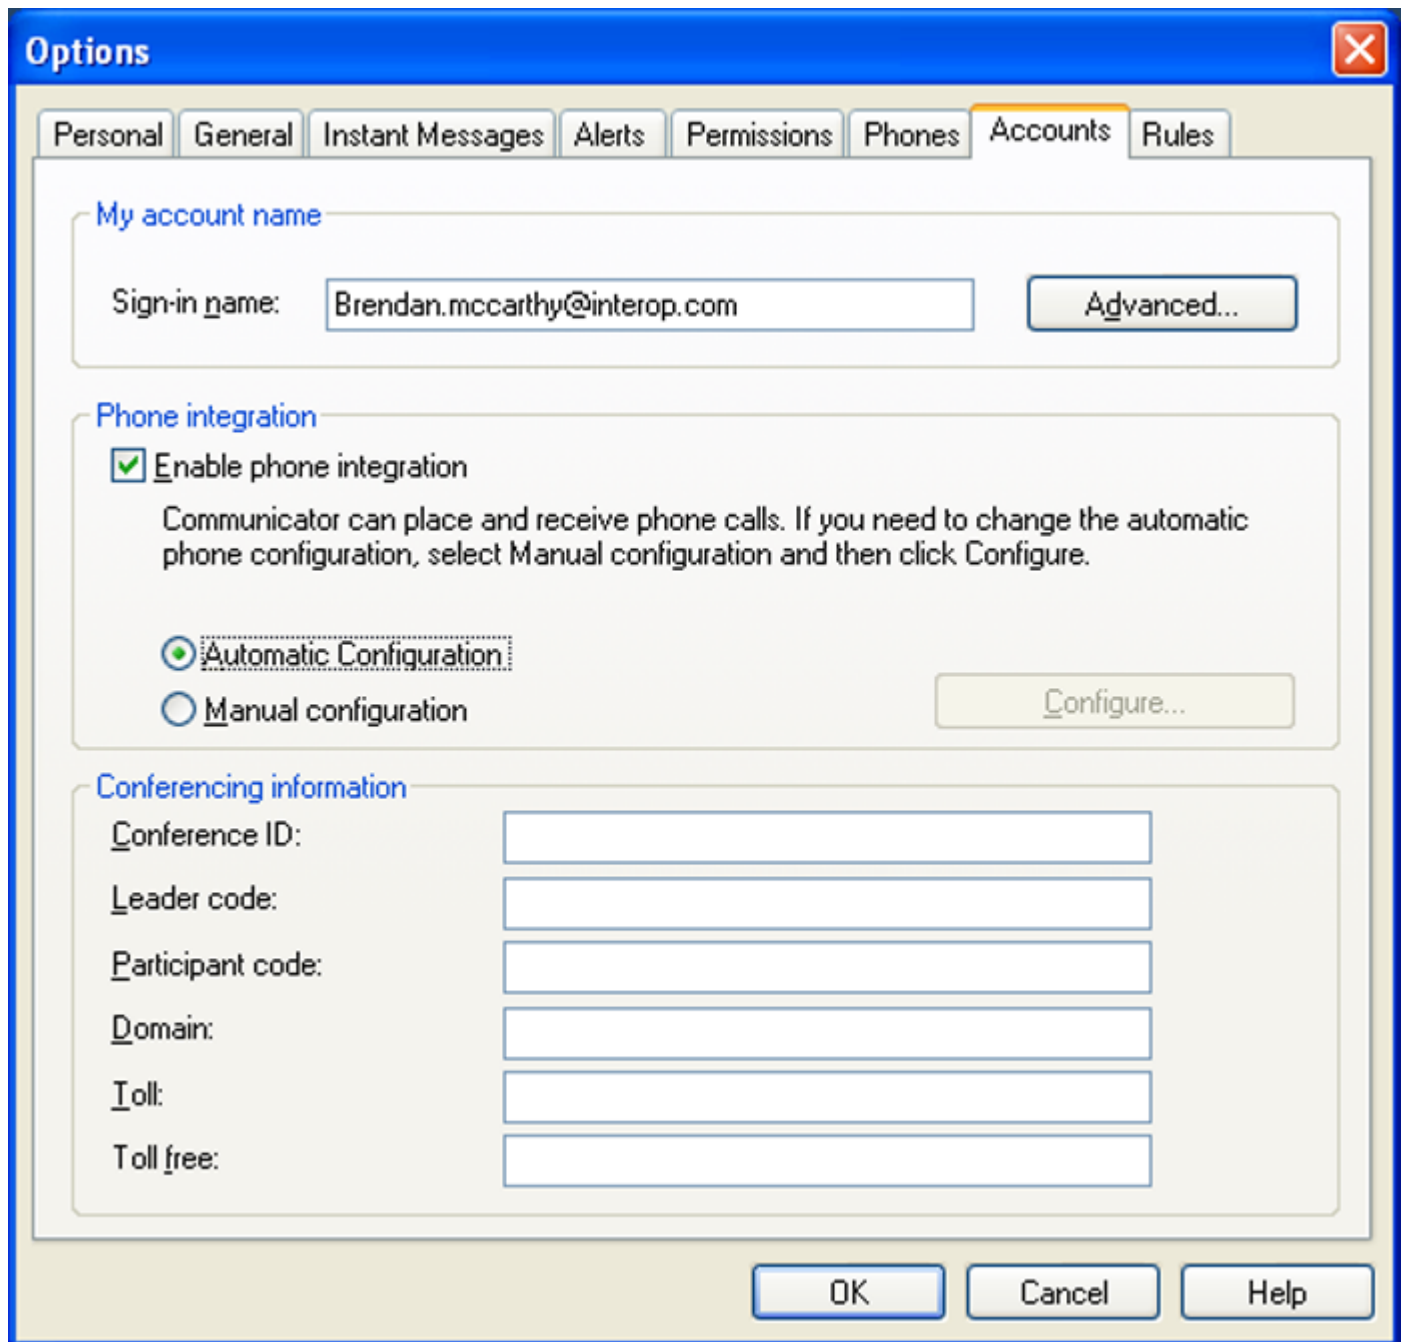 Options
Personal General Instant Messages Alerts Permissions Phones Accounts Rules
My account name
Sign-in name: Brendan.mccarthy@interop.com Advanced...
Phone integration
Enable phone integration
Communicator can place and receive phone calls. If you need to change the automatic
phone configuration, select Manual configuration and then click Configure.
Automatic Configuration
Manual configuration Configure...
Conferencing information
Conference ID:
Leader code:
Participant code:
Domain:
Toll:
Toll free:
OK Cancel Help